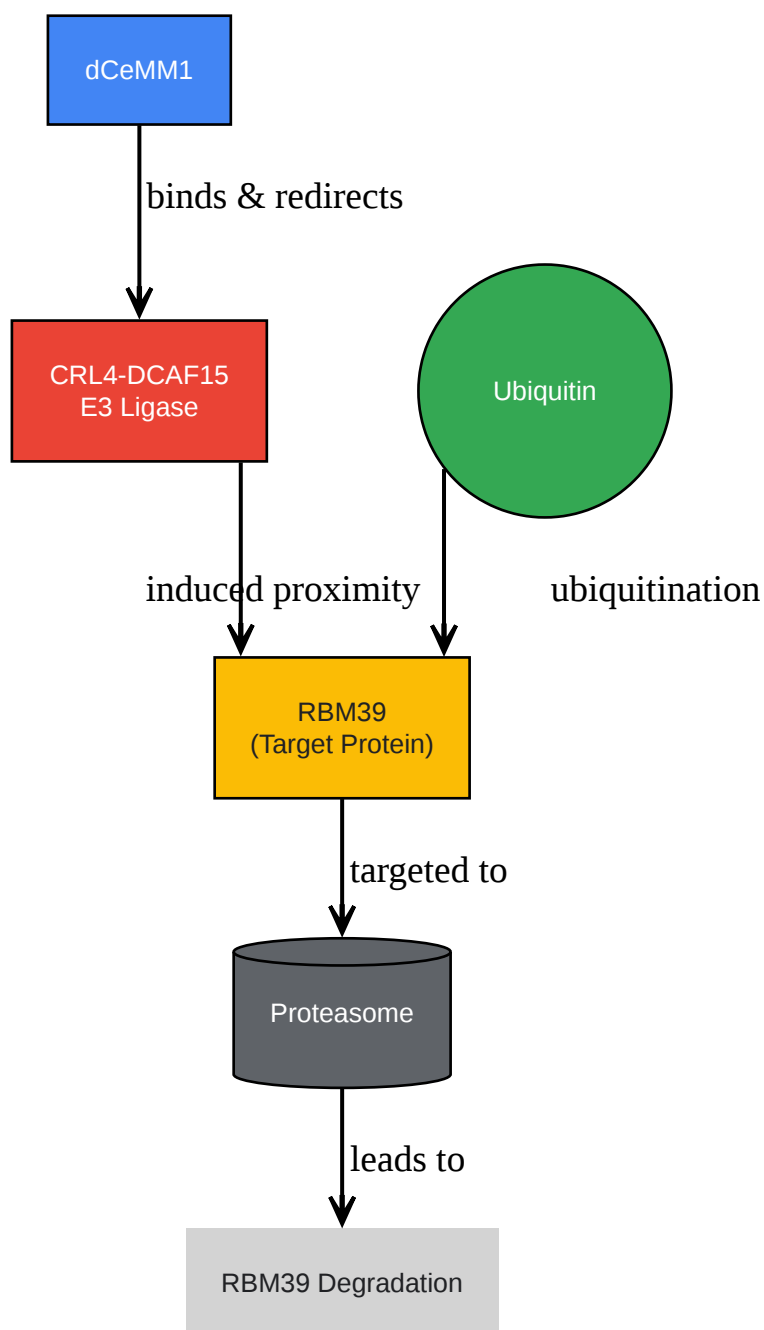 dCeMM1
binds & redirects
CRL4-DCAF15
E3 Ligase
Ubiquitin
induced proximity
ubiquitination
RBM39
(Target Protein)
targeted to
Proteasome
leads to
RBM39 Degradation